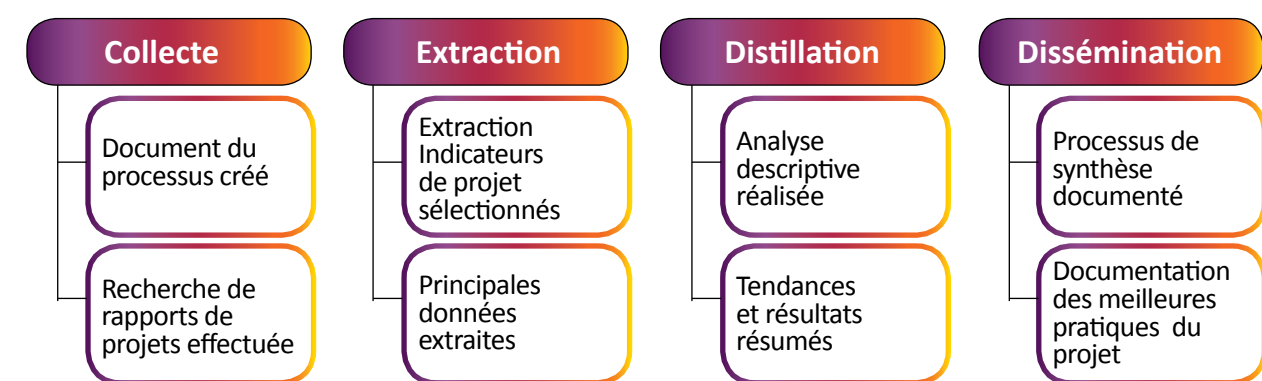 Collecte
Document du
processus créé
Recherche de
rapports de
projets effectuée
Extraction
Extraction
Indicateurs
de projet
sélectionnés
Principales
données
extraites
Distillation
Analyse
descriptive
réalisée
Tendances
et résultats
résumés
Dissémination
Processus de
synthèse
documenté
Documentation
des meilleures
pratiques du
projet